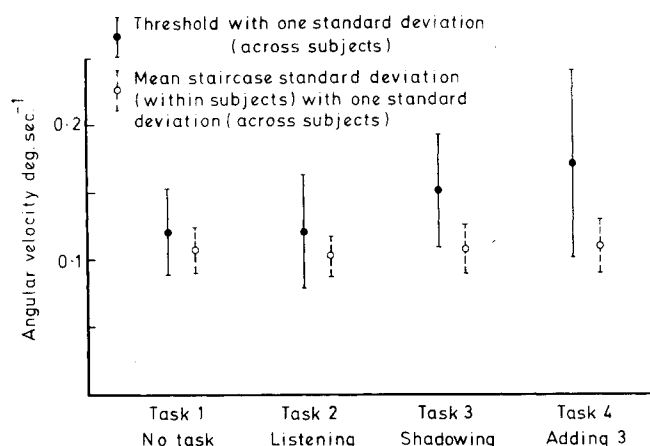 Threshold with one standard deviation
(across subjects)
Mean staircase standard deviation
(within subjects) with one standard
deviation (across subjects)
Angular velocity deg. sec.⁻¹
0·2
0·1
Task 1 Task 2 Task 3 Task 4
No task Listening Shadowing Adding 3